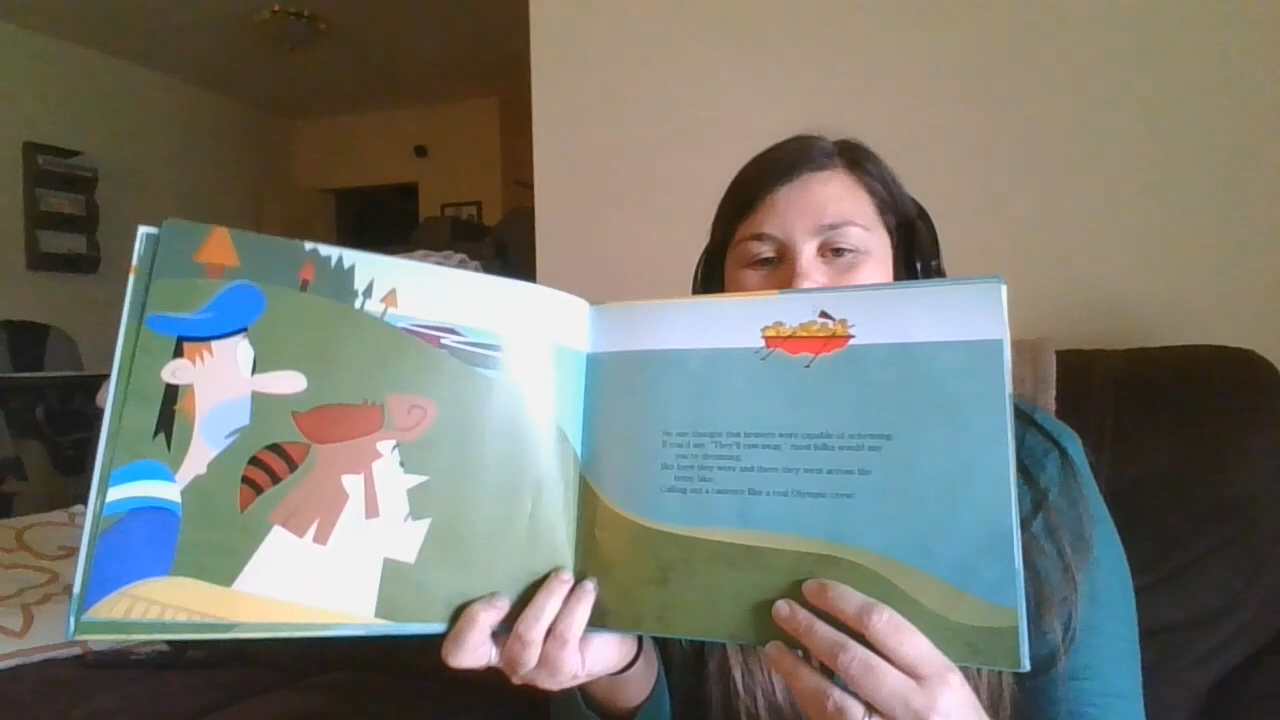 No one thought that beavers were capable of scheming.
If you'd say, "They'll row away," most folks would say
you're dreaming.
But here they were and there they went across the
briny like.
Calling out a cadence like a real Olympic crew!